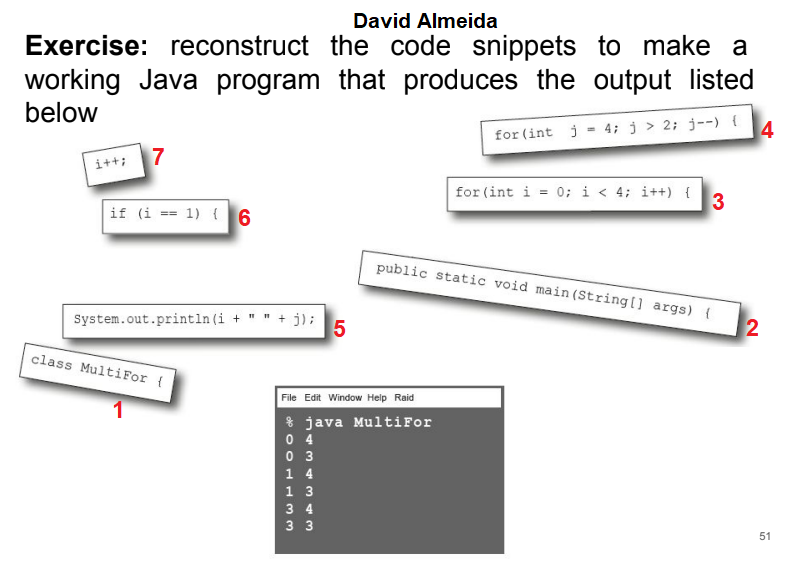 David Almeida
Exercise: reconstruct the code snippets to make a
working Java program that produces the output listed
below
for(int j = 4; j > 2; j--) {
4
i++;
7
for(int i = 0; i < 4; i++) {
3
if (i == 1) {
6
public static void main(String[] args) {
2
System.out.println(i + " " + j);
5
class MultiFor {
1
File Edit Window Help Raid
% java MultiFor
0 4
0 3
1 4
1 3
3 4
3 3
51